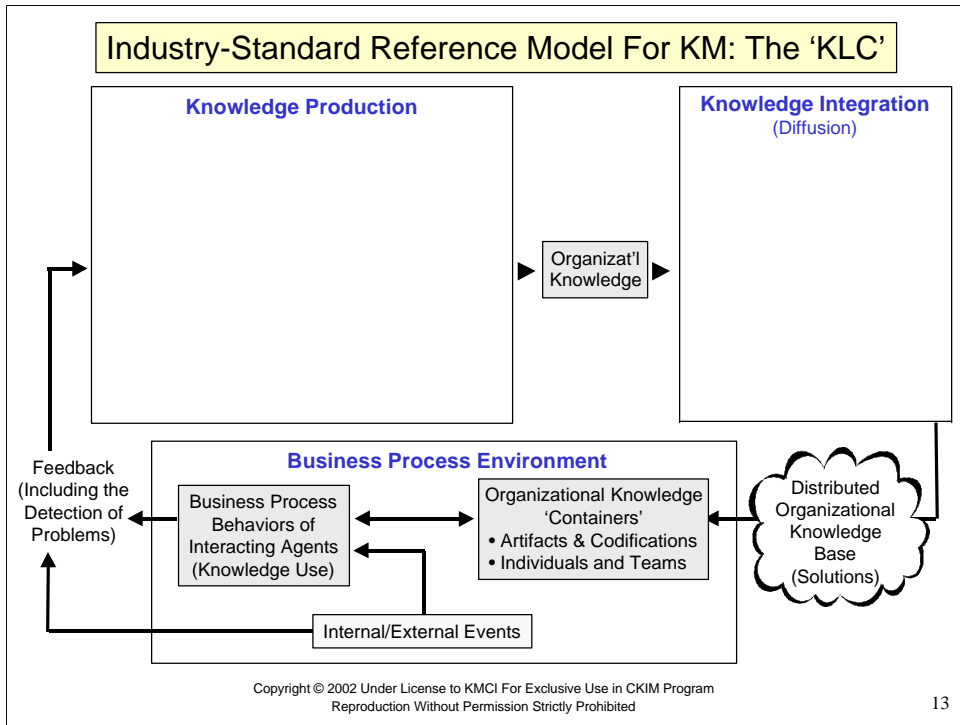 Industry-Standard Reference Model For KM: The ‘KLC’
Knowledge Production
Knowledge Integration
(Diffusion)
Organizat’l
Knowledge
Business Process Environment
Feedback
(Including the
Detection of
Problems)
Business Process
Behaviors of
Interacting Agents
(Knowledge Use)
Organizational Knowledge
‘Containers’
• Artifacts & Codifications
• Individuals and Teams
Distributed
Organizational
Knowledge
Base
(Solutions)
Internal/External Events
Copyright © 2002 Under License to KMCI For Exclusive Use in CKIM Program
Reproduction Without Permission Strictly Prohibited
13